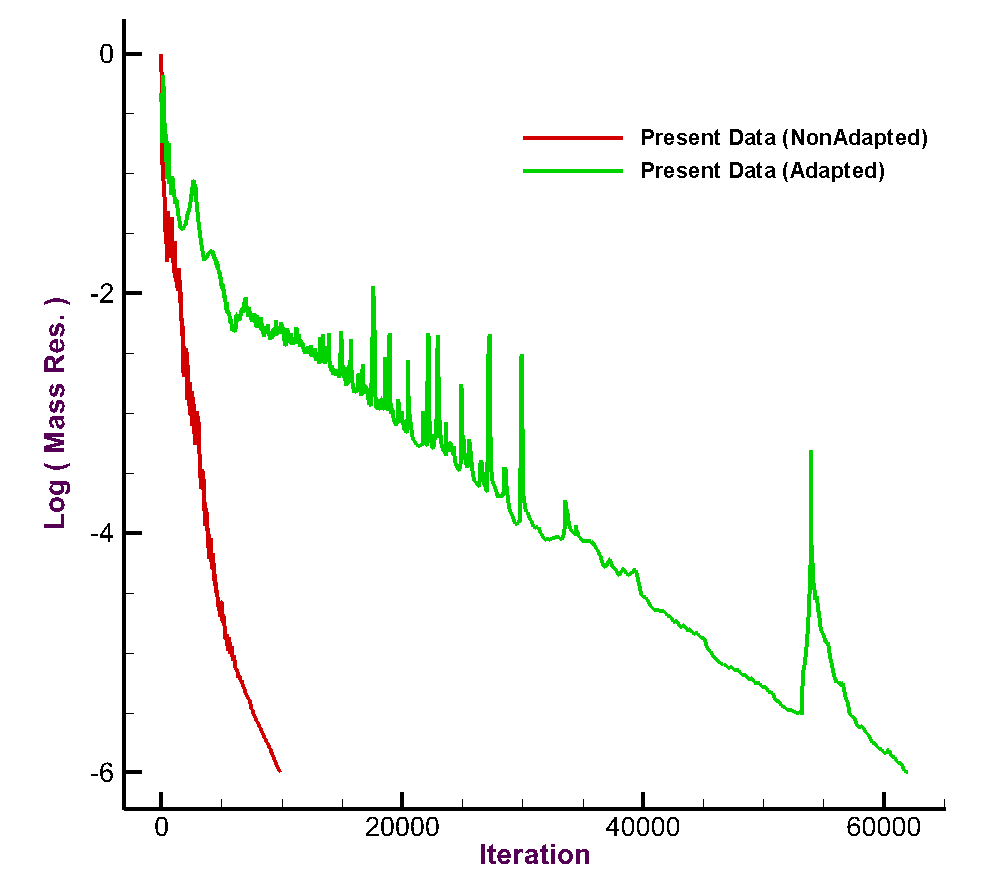 0
Present Data (NonAdapted)
Present Data (Adapted)
-2
Log ( Mass Res. )
-4
-6
0 20000 40000 60000
Iteration